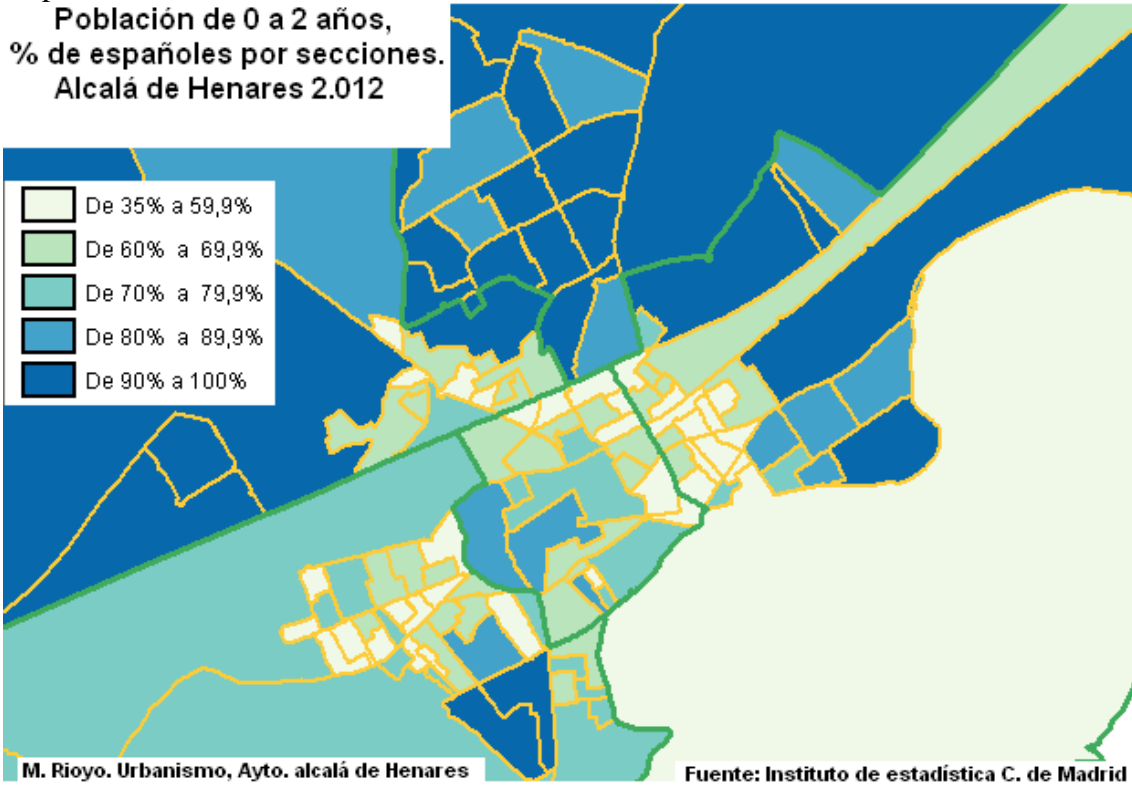 Población de 0 a 2 años,
% de españoles por secciones.
Alcalá de Henares 2.012
De 35% a 59,9%
De 60% a 69,9%
De 70% a 79,9%
De 80% a 89,9%
De 90% a 100%
M. Rioyo. Urbanismo, Ayto. alcalá de Henares
Fuente: Instituto de estadística C. de Madrid